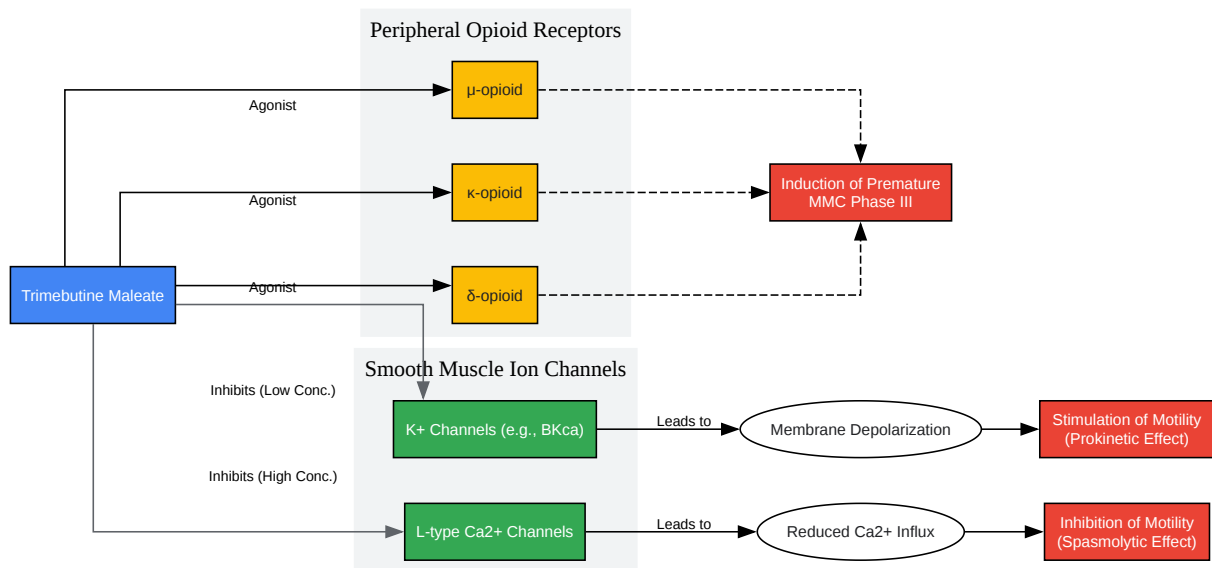 Peripheral Opioid Receptors
μ-opioid
Agonist
κ-opioid
Agonist
Induction of Premature
MMC Phase III
Trimebutine Maleate
Agonist
δ-opioid
Smooth Muscle Ion Channels
Inhibits (Low Conc.)
K+ Channels (e.g., BKca)
Leads to
Membrane Depolarization
Stimulation of Motility
(Prokinetic Effect)
Inhibits (High Conc.)
L-type Ca2+ Channels
Leads to
Reduced Ca2+ Influx
Inhibition of Motility
(Spasmolytic Effect)